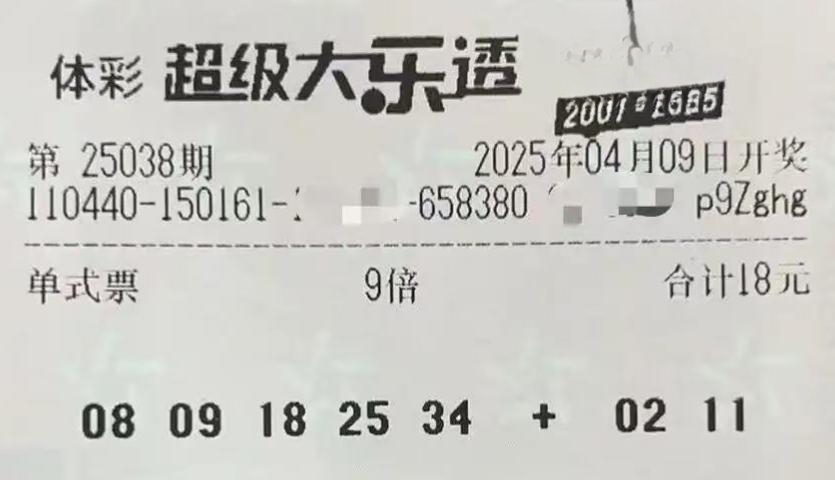 体彩 超级大乐透
第 25038期 2025年04月09日开奖
110440-150161- -658380 p9Zghg
单式票 9倍 合计18元
08 09 18 25 34 + 02 11